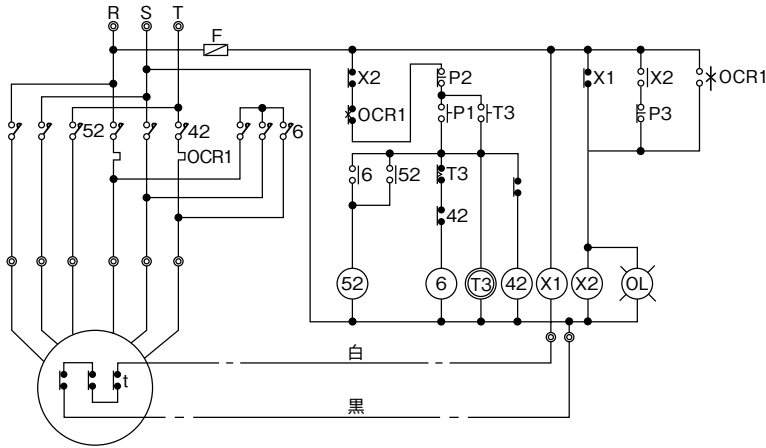 R S T
F
X2 P2 X1 X2 OCR1
OCR1 P1 T3 P3
52 42 6
OCR1
6 52 T3
42
52 6 T3 42 X1 X2 OL
白
t
黒